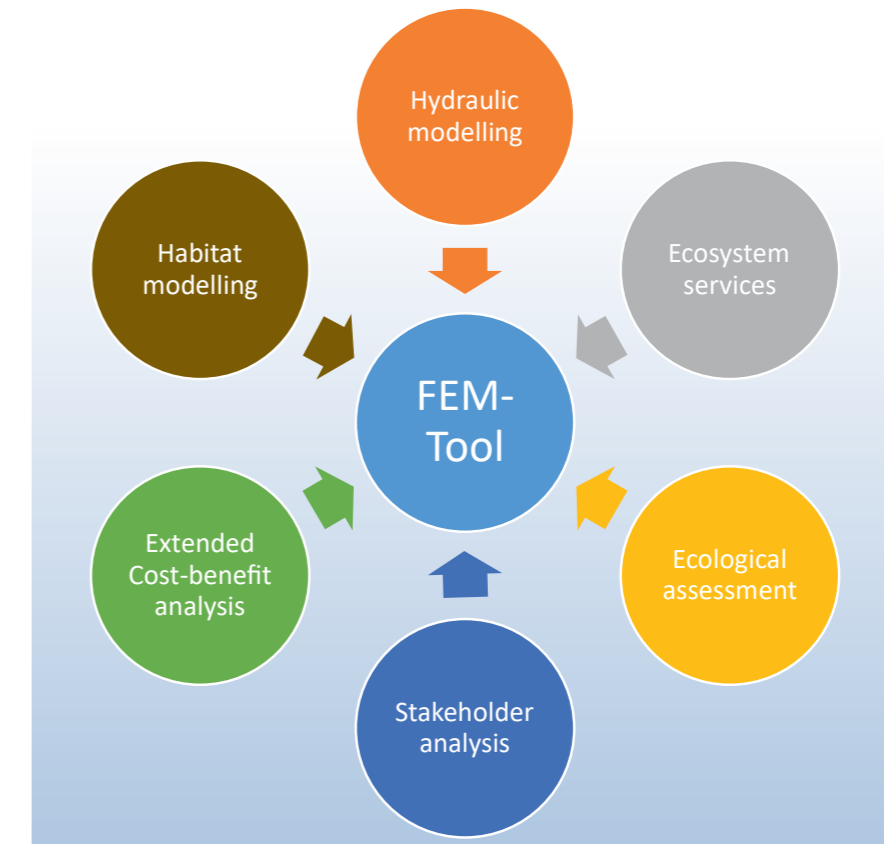 Hydraulic
modelling
Habitat
modelling
Ecosystem
services
FEM-
Tool
Extended
Cost-benefit
analysis
Ecological
assessment
Stakeholder
analysis